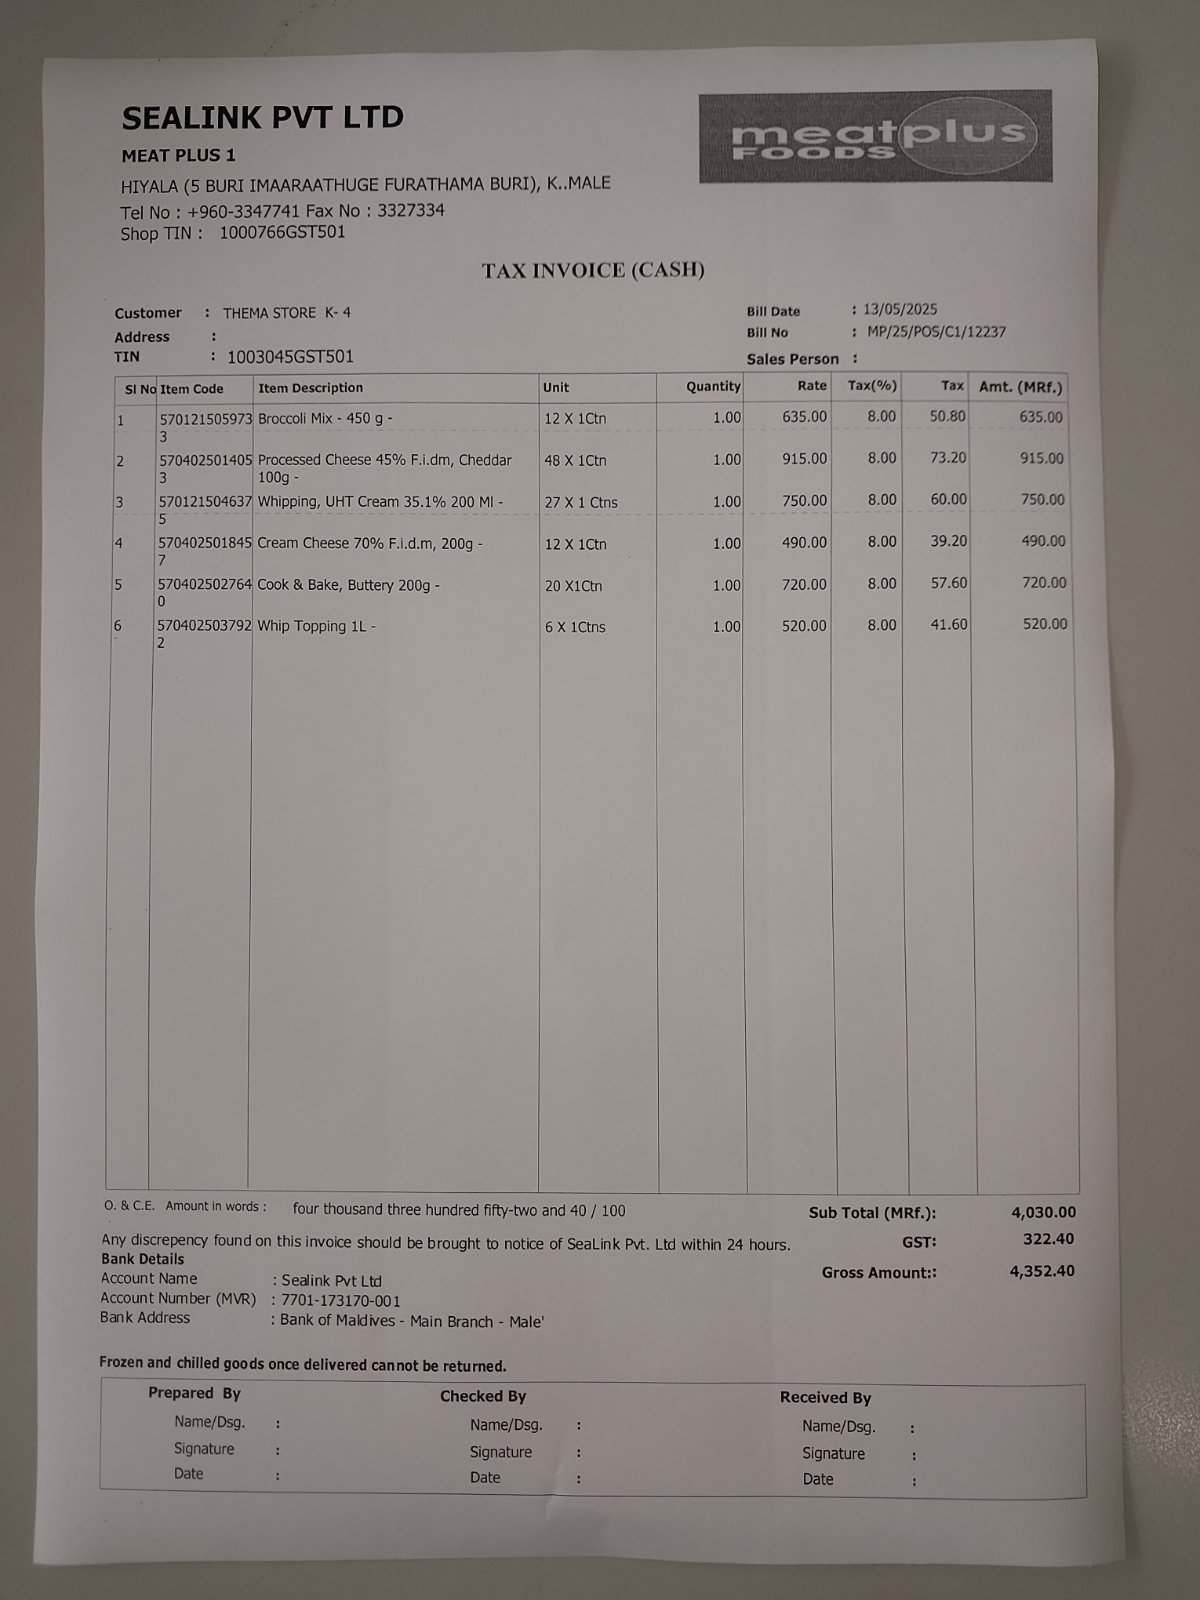 SEALINK PVT LTD
meatplus
FOODS
MEAT PLUS 1
HIYALA (5 BURI IMAARAATHUGE FURATHAMA BURI), K..MALE
Tel No : +960-3347741 Fax No : 3327334
Shop TIN : 1000766GST501
TAX INVOICE (CASH)
Customer : THEMA STORE K- 4
Address :
TIN : 1003045GST501
Bill Date : 13/05/2025
Bill No : MP/25/POS/C1/12237
Sales Person :
Sl No Item Code Item Description Unit Quantity Rate Tax(%) Tax Amt. (MRf.)
1 570121505973 Broccoli Mix - 450 g - 12 X 1Ctn 1.00 635.00 8.00 50.80 635.00
3
2 570402501405 Processed Cheese 45% F.i.dm, Cheddar 48 X 1Ctn 1.00 915.00 8.00 73.20 915.00
3 100g -
3 570121504637 Whipping, UHT Cream 35.1% 200 Ml - 27 X 1 Ctns 1.00 750.00 8.00 60.00 750.00
5
4 570402501845 Cream Cheese 70% F.i.d.m, 200g - 12 X 1Ctn 1.00 490.00 8.00 39.20 490.00
7
5 570402502764 Cook & Bake, Buttery 200g - 20 X1Ctn 1.00 720.00 8.00 57.60 720.00
0
6 570402503792 Whip Topping 1L - 6 X 1Ctns 1.00 520.00 8.00 41.60 520.00
2
O. & C.E. Amount in words : four thousand three hundred fifty-two and 40 / 100
Sub Total (MRf.): 4,030.00
GST: 322.40
Gross Amount:: 4,352.40
Any discrepency found on this invoice should be brought to notice of SeaLink Pvt. Ltd within 24 hours.
Bank Details
Account Name : Sealink Pvt Ltd
Account Number (MVR) : 7701-173170-001
Bank Address : Bank of Maldives - Main Branch - Male'
Frozen and chilled goods once delivered cannot be returned.
Prepared By Checked By Received By
Name/Dsg. : Name/Dsg. : Name/Dsg. :
Signature : Signature : Signature :
Date : Date : Date :